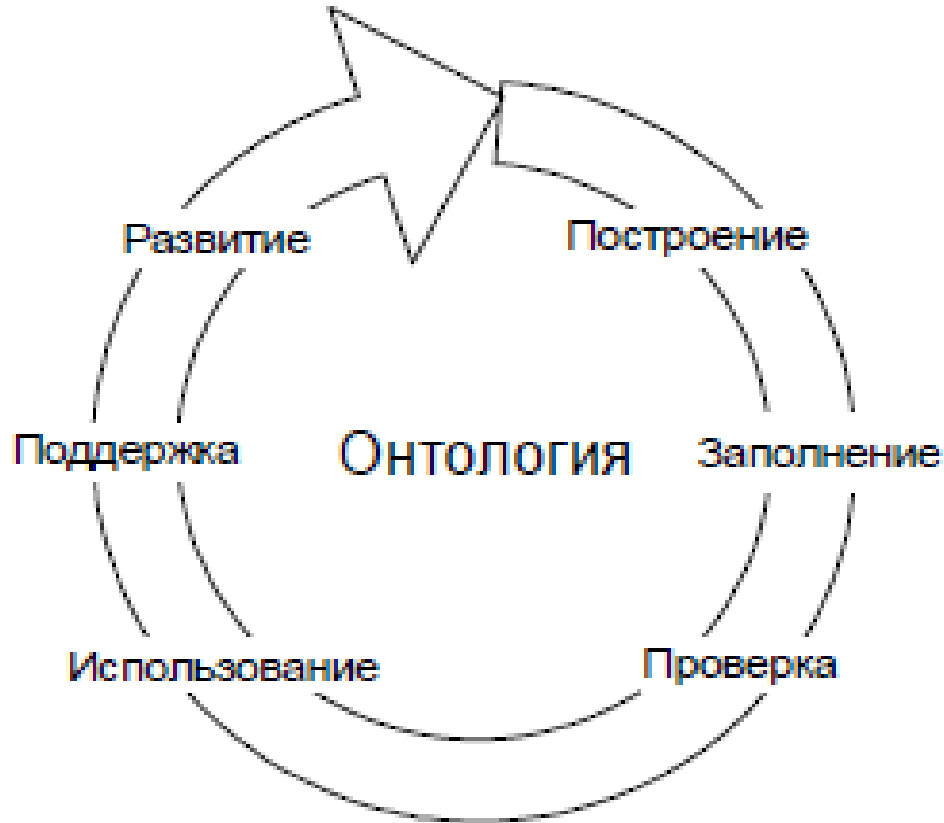 Развитие
Построение
Поддержка
Онтология
Заполнение
Использование
Проверка